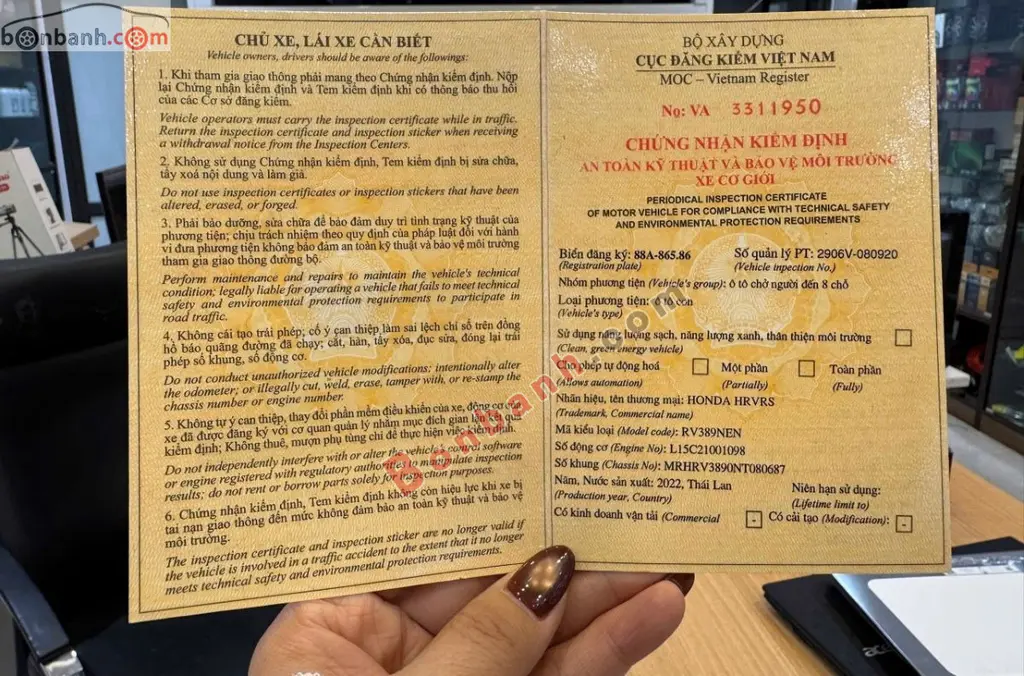 bonbanh.com
CHỦ XE, LÁI XE CẦN BIẾT
Vehicle owners, drivers should be aware of the followings:
1. Khi tham gia giao thông phải mang theo Chứng nhận kiểm định. Nộp
lại Chứng nhận kiểm định và Tem kiểm định khi có thông báo thu hồi
của các Cơ sở đăng kiểm.
Vehicle operators must carry the inspection certificate while in traffic.
Return the inspection certificate and inspection sticker when receiving
a withdrawal notice from the Inspection Centers.
2. Không sử dụng Chứng nhận kiểm định, Tem kiểm định bị sửa chữa,
tẩy xoá nội dung và làm giả.
Do not use inspection certificates or inspection stickers that have been
altered, erased, or forged.
3. Phải bảo dưỡng, sửa chữa để bảo đảm duy trì tình trạng kỹ thuật của
phương tiện; chịu trách nhiệm theo quy định của pháp luật đối với hành
vi đưa phương tiện không bảo đảm an toàn kỹ thuật và bảo vệ môi trường
tham gia giao thông đường bộ.
Perform maintenance and repairs to maintain the vehicle's technical
condition; legally liable for operating a vehicle that fails to meet technical
safety and environmental protection requirements to participate in
road traffic.
4. Không cải tạo trái phép; cố ý can thiệp làm sai lệch chỉ số trên đồng
hồ báo quãng đường đã chạy; cắt, hàn, tẩy xóa, đục sửa, đóng lại trái
phép số khung, số động cơ.
Do not conduct unauthorized vehicle modifications; intentionally alter
the odometer; or illegally cut, weld, erase, tamper with, or re-stamp the
chassis number or engine number.
5. Không tự ý can thiệp, thay đổi phần mềm điều khiển của xe, động cơ của
xe đã được đăng ký với cơ quan quản lý nhằm mục đích gian lận kết quả
kiểm định; Không thuê, mượn phụ tùng chỉ để thực hiện việc kiểm định.
Do not independently interfere with or alter the vehicle's control software
or engine registered with regulatory authorities to manipulate inspection
results; do not rent or borrow parts solely for inspection purposes.
6. Chứng nhận kiểm định, Tem kiểm định không còn hiệu lực khi xe bị
tai nạn giao thông đến mức không đảm bảo an toàn kỹ thuật và bảo vệ
môi trường.
The inspection certificate and inspection sticker are no longer valid if
the vehicle is involved in a traffic accident to the extent that it no longer
meets technical safety and environmental protection requirements.
BỘ XÂY DỰNG
CỤC ĐĂNG KIỂM VIỆT NAM
MOC – Vietnam Register
No: VA 3311950
CHỨNG NHẬN KIỂM ĐỊNH
AN TOÀN KỸ THUẬT VÀ BẢO VỆ MÔI TRƯỜNG
XE CƠ GIỚI
PERIODICAL INSPECTION CERTIFICATE
OF MOTOR VEHICLE FOR COMPLIANCE WITH TECHNICAL SAFETY
AND ENVIRONMENTAL PROTECTION REQUIREMENTS
Biển đăng ký: 88A-865.86 Số quản lý PT: 2906V-080920
(Registration plate) (Vehicle inpection No.)
Nhóm phương tiện (Vehicle's group): ô tô chở người đến 8 chỗ
Loại phương tiện: ô tô con
(Vehicle's type)
Sử dụng năng lượng sạch, năng lượng xanh, thân thiện môi trường
(Clean, green energy vehicle)
Cho phép tự động hoá Một phần Toàn phần
(Allows automation) (Partially) (Fully)
Nhãn hiệu, tên thương mại: HONDA HRVRS
(Trademark, Commercial name)
Mã kiểu loại (Model code): RV389NEN
Số động cơ (Engine No): L15C21001098
Số khung (Chassis No): MRHRV3890NT080687
Năm, Nước sản xuất: 2022, Thái Lan Niên hạn sử dụng:
(Production year, Country) (Lifetime limit to)
Có kinh doanh vận tải (Commercial - Có cải tạo (Modification): -
Bonbanh.com
acer